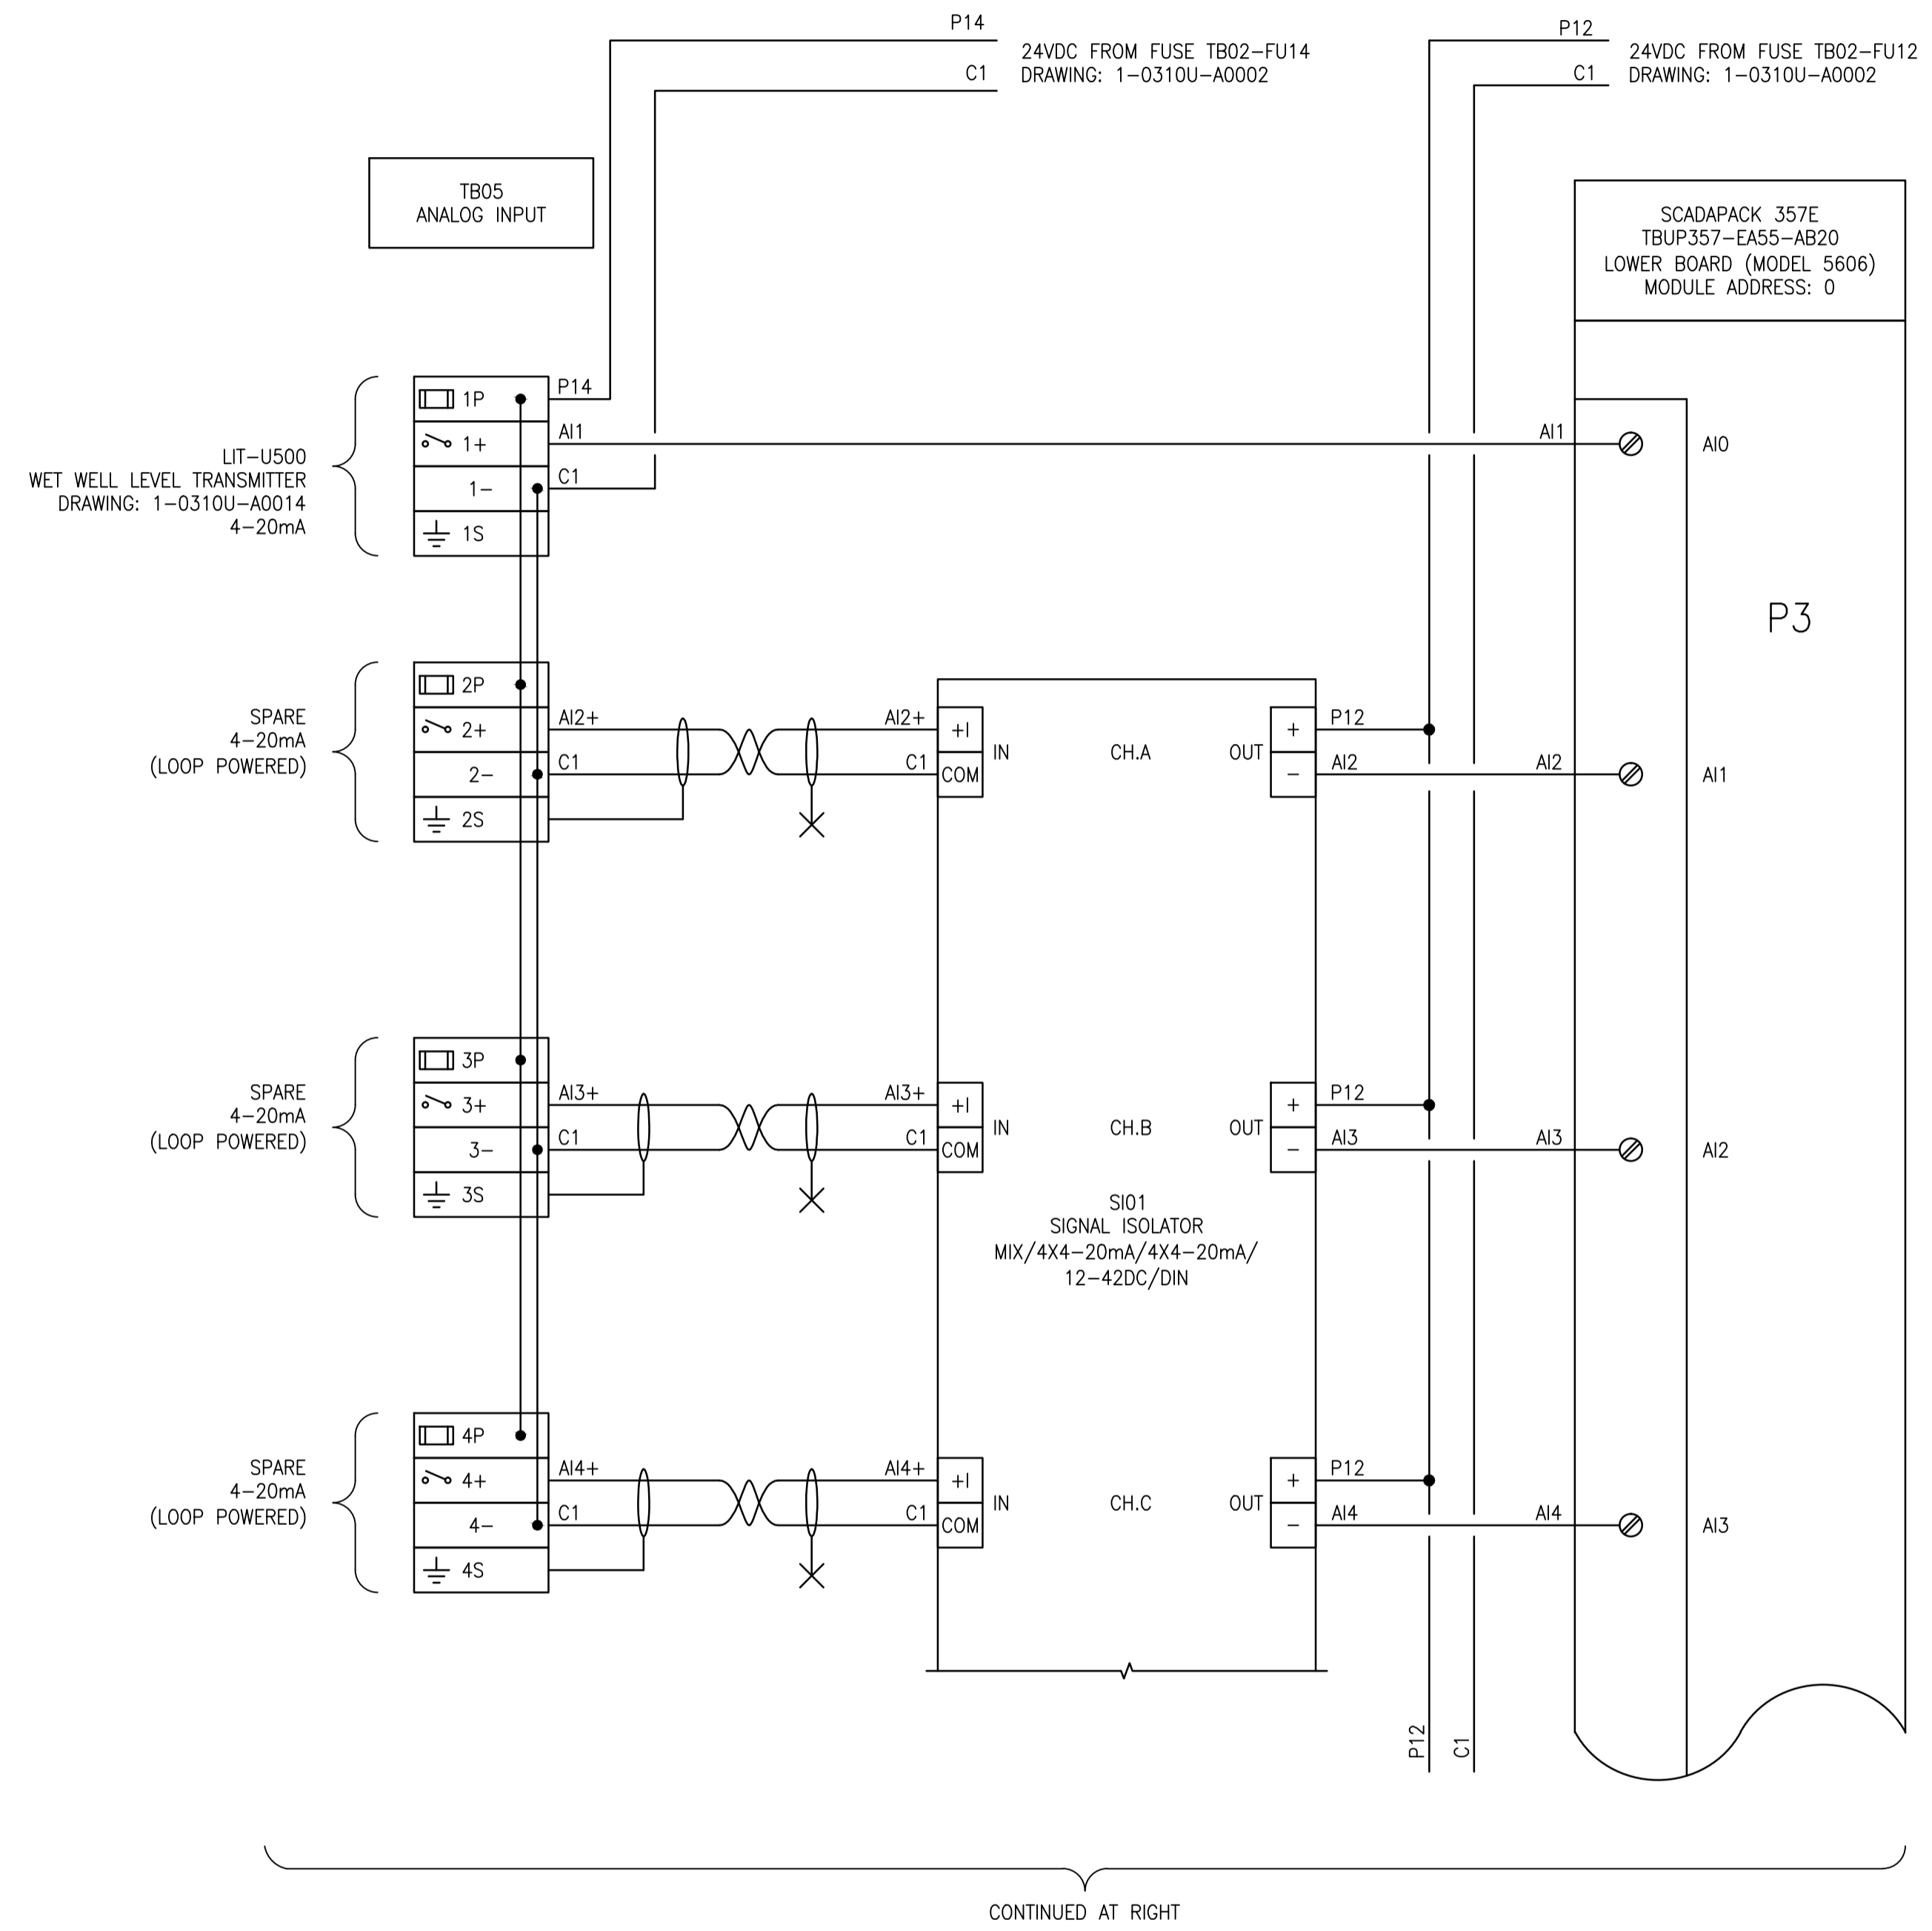 P14
C1
24VDC FROM FUSE TB02-FU14
DRAWING: 1-0310U-A0002
P12
C1
24VDC FROM FUSE TB02-FU12
DRAWING: 1-0310U-A0002
TB05
ANALOG INPUT
SCADAPACK 357E
TBUP357-EA55-AB20
LOWER BOARD (MODEL 5606)
MODULE ADDRESS: 0
LIT-U500
WET WELL LEVEL TRANSMITTER
DRAWING: 1-0310U-A0014
4-20mA
1P
P14
1+
AI1
AI1
AI0
1-
C1
1S
P3
SPARE
4-20mA
(LOOP POWERED)
2P
2+
AI2+
AI2+
+I
2-
C1
C1
COM
2S
IN
CH.A
OUT
+
P12
-
AI2
AI2
AI1
SPARE
4-20mA
(LOOP POWERED)
3P
3+
AI3+
AI3+
+I
3-
C1
C1
COM
3S
IN
CH.B
OUT
+
P12
-
AI3
AI3
AI2
SI01
SIGNAL ISOLATOR
MIX/4X4-20mA/4X4-20mA/
12-42DC/DIN
SPARE
4-20mA
(LOOP POWERED)
4P
4+
AI4+
AI4+
+I
4-
C1
C1
COM
4S
IN
CH.C
OUT
+
P12
-
AI4
AI4
AI3
P12
C1
CONTINUED AT RIGHT